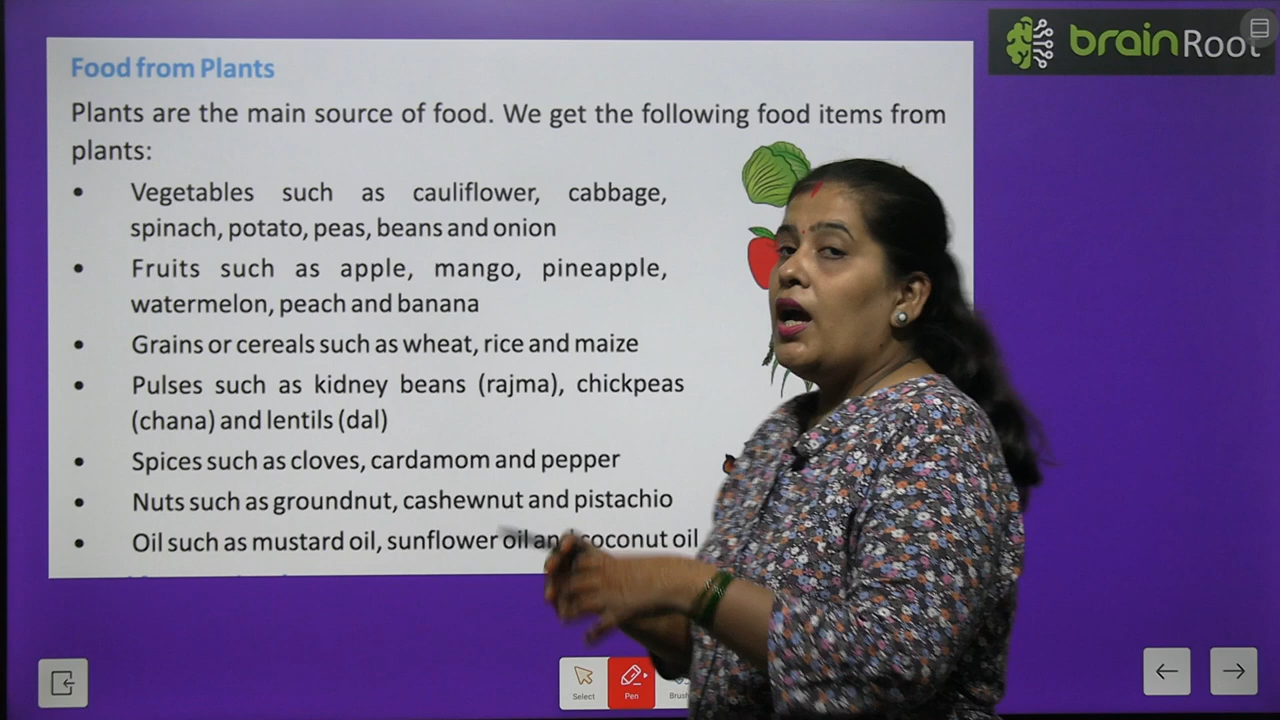 brainRoot
Food from Plants
Plants are the main source of food. We get the following food items from
plants:
• Vegetables such as cauliflower, cabbage,
spinach, potato, peas, beans and onion
• Fruits such as apple, mango, pineapple,
watermelon, peach and banana
• Grains or cereals such as wheat, rice and maize
• Pulses such as kidney beans (rajma), chickpeas
(chana) and lentils (dal)
• Spices such as cloves, cardamom and pepper
• Nuts such as groundnut, cashewnut and pistachio
• Oil such as mustard oil, sunflower oil and coconut oil
Select
Pen
Brush